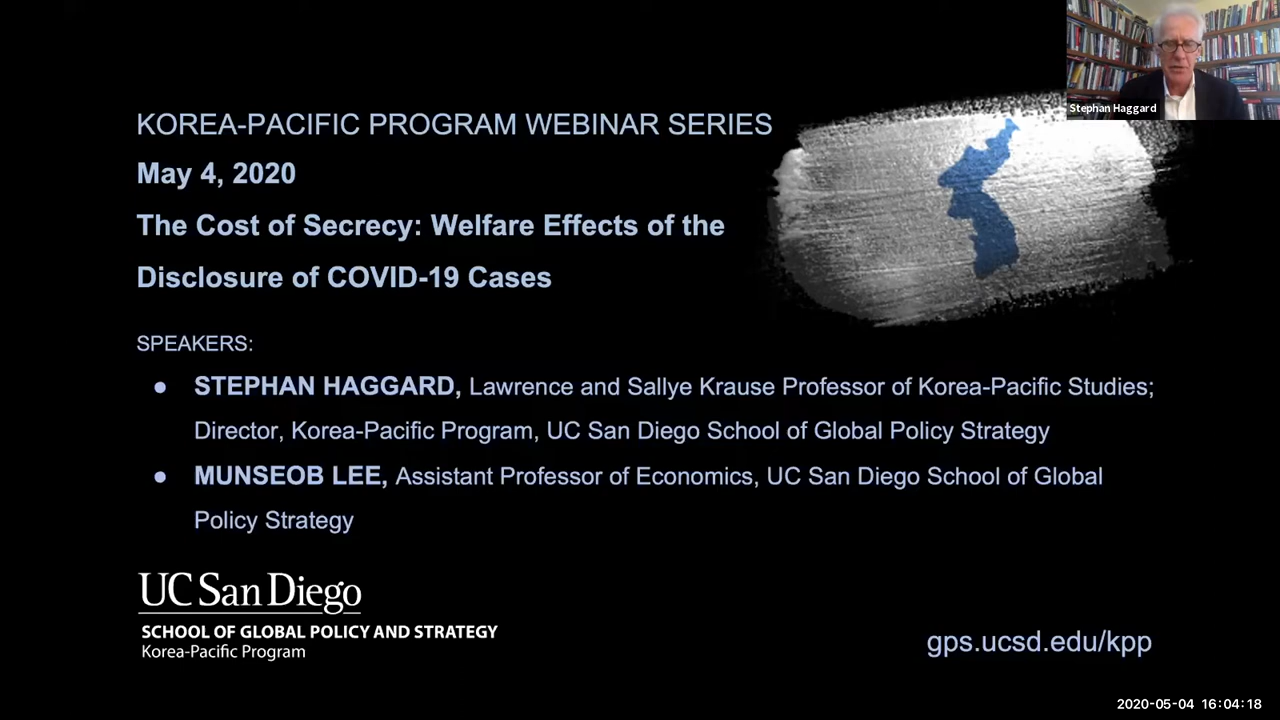 Stephan Haggard
KOREA-PACIFIC PROGRAM WEBINAR SERIES
May 4, 2020
The Cost of Secrecy: Welfare Effects of the
Disclosure of COVID-19 Cases
SPEAKERS:
● STEPHAN HAGGARD, Lawrence and Sallye Krause Professor of Korea-Pacific Studies;
Director, Korea-Pacific Program, UC San Diego School of Global Policy Strategy
● MUNSEOB LEE, Assistant Professor of Economics, UC San Diego School of Global
Policy Strategy
UC San Diego
SCHOOL OF GLOBAL POLICY AND STRATEGY
Korea-Pacific Program
gps.ucsd.edu/kpp
2020-05-04 16:04:18